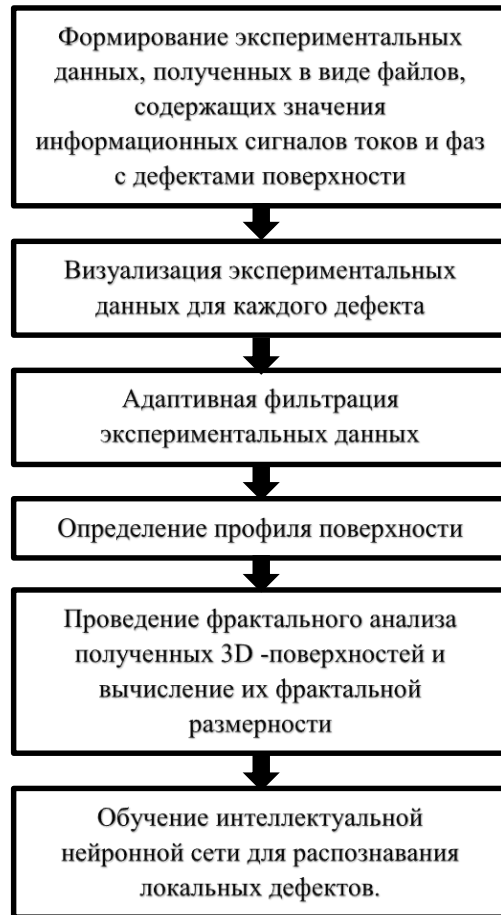 Формирование экспериментальных
данных, полученных в виде файлов,
содержащих значения
информационных сигналов токов и фаз
с дефектами поверхности
Визуализация экспериментальных
данных для каждого дефекта
Адаптивная фильтрация
экспериментальных данных
Определение профиля поверхности
Проведение фрактального анализа
полученных 3D -поверхностей и
вычисление их фрактальной
размерности
Обучение интеллектуальной
нейронной сети для распознавания
локальных дефектов.